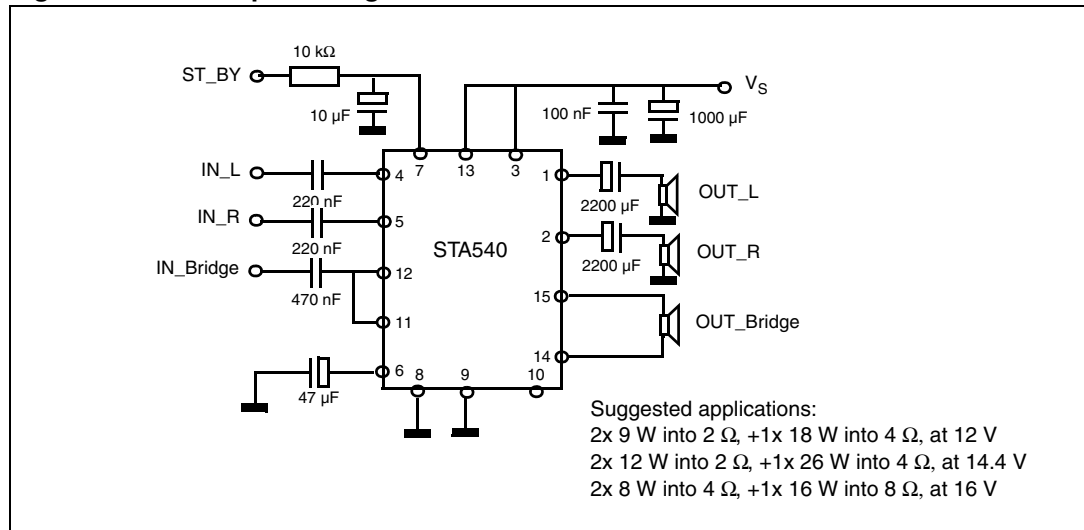 10 kΩ
ST_BY
10 µF
V_S
100 nF
1000 µF
IN_L
220 nF
IN_R
220 nF
IN_Bridge
470 nF
47 µF
7
13
3
4
5
12
11
6
8
9
10
1
2
15
14
STA540
2200 µF
OUT_L
2200 µF
OUT_R
OUT_Bridge
Suggested applications:
2x 9 W into 2 Ω, +1x 18 W into 4 Ω, at 12 V
2x 12 W into 2 Ω, +1x 26 W into 4 Ω, at 14.4 V
2x 8 W into 4 Ω, +1x 16 W into 8 Ω, at 16 V